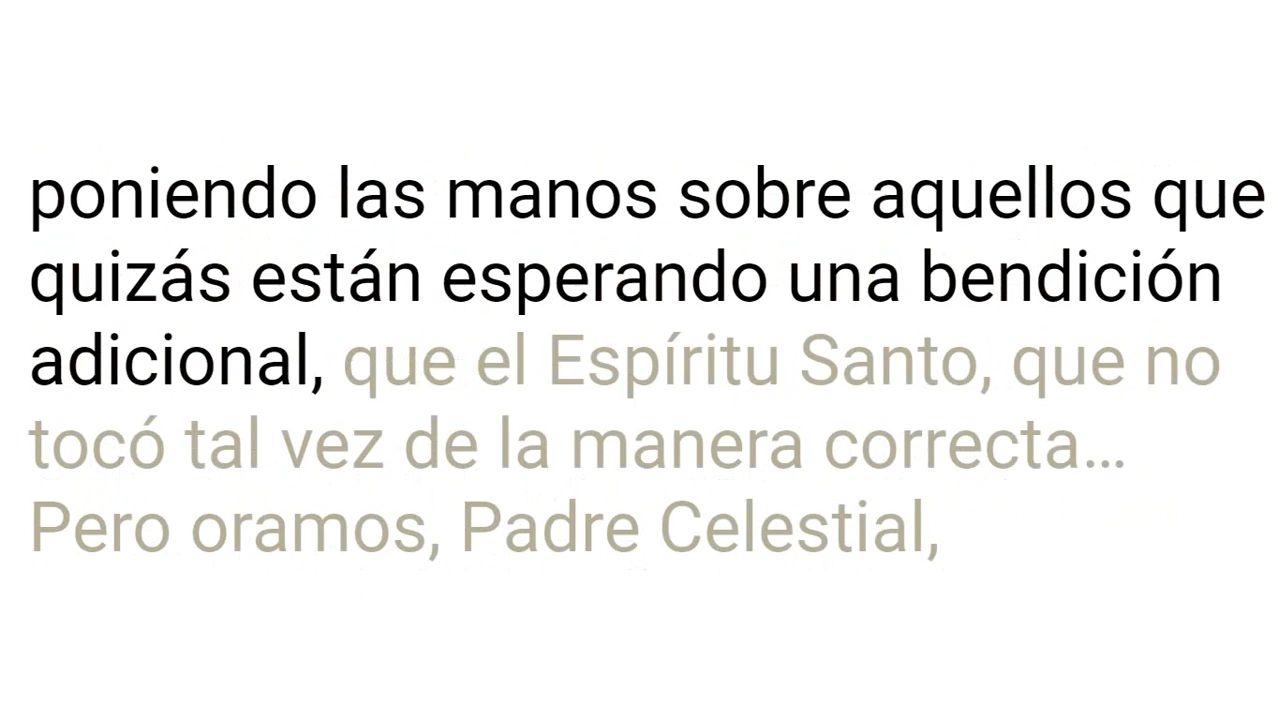 poniendo las manos sobre aquellos que
quizás están esperando una bendición
adicional, que el Espíritu Santo, que no
tocó tal vez de la manera correcta…
Pero oramos, Padre Celestial,